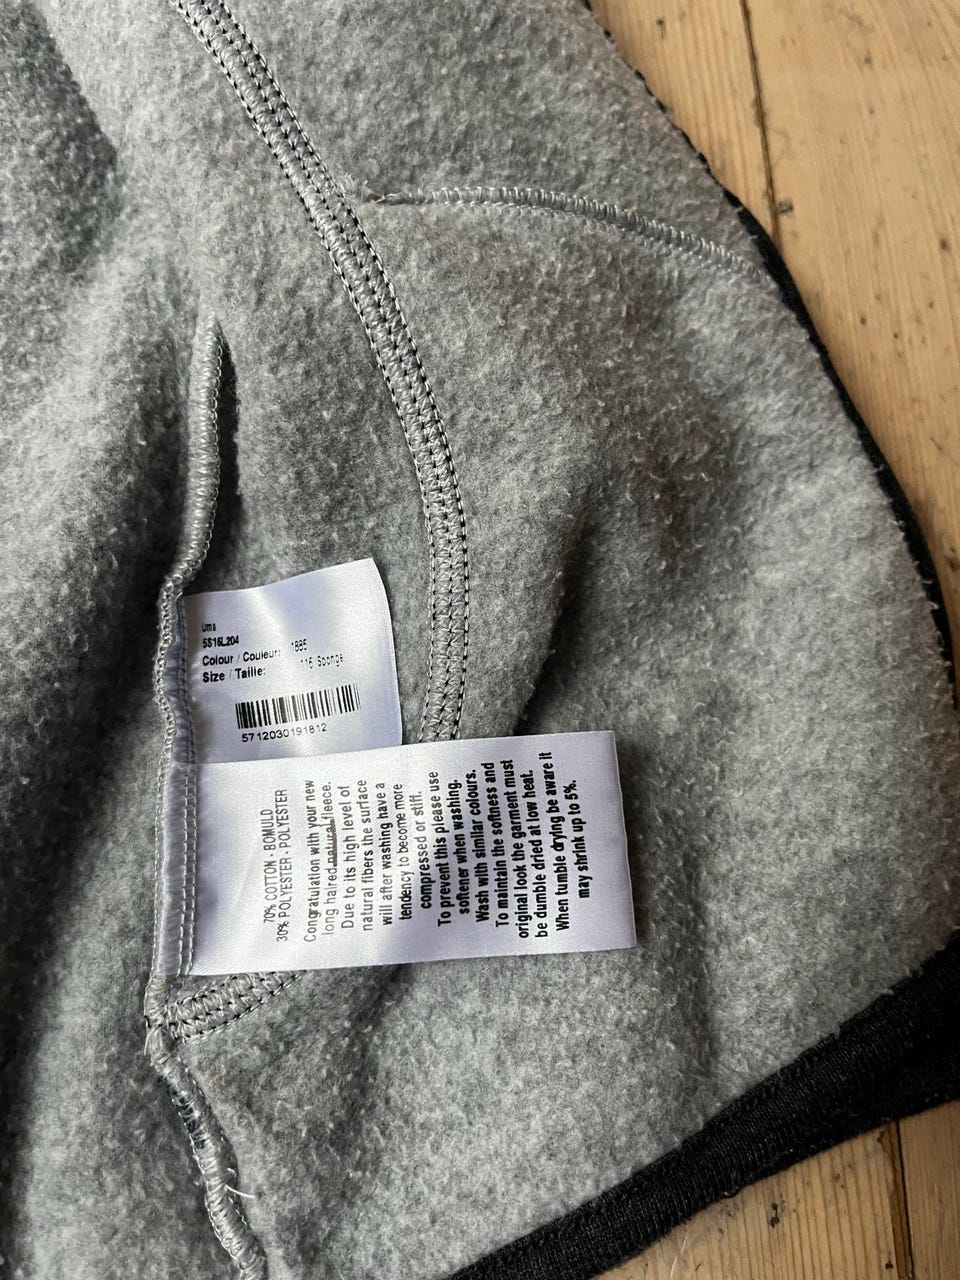 uma
5S16L204
Colour / Couleur: 1885
Size / Taille: 116 Sponge
5712030191812
70% COTTON - BOMULD
30% POLYESTER - POLYESTER
Congratulation with your new
long haired natural fleece.
Due to its high level of
natural fibers the surface
will after washing have a
tendency to become more
compressed or stiff.
To prevent this please use
softener when washing.
Wash with similar colours.
To maintain the softness and
original look the garment must
be dumble dried at low heat.
When tumble drying be aware it
may shrink up to 5%.